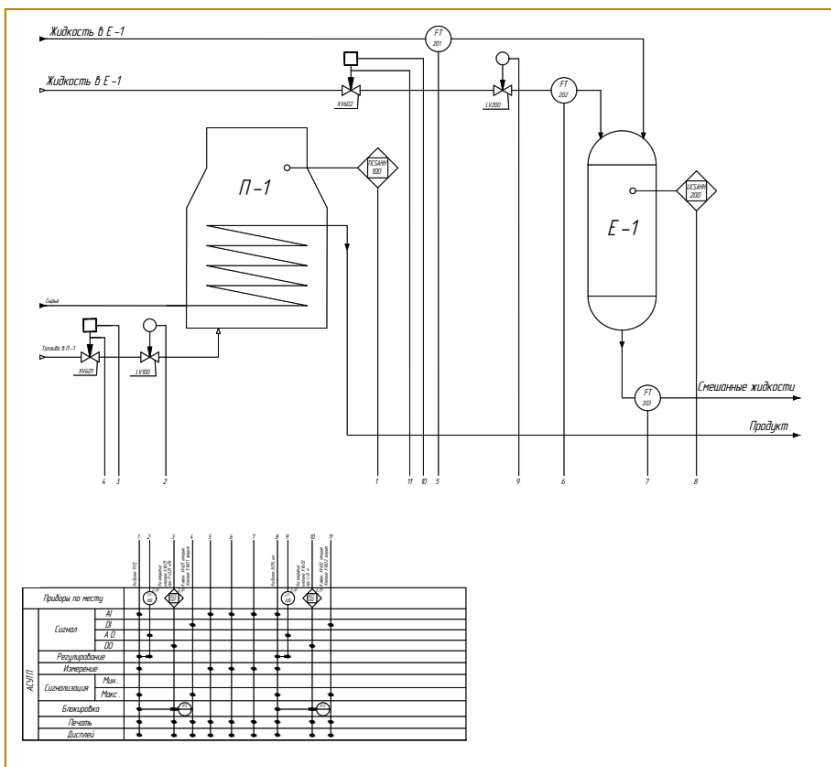 Жидкость в Е-1
FT
201
Жидкость в Е-1
XV602
LV200
FT
202
П-1
100
Е-1
200
Сырье
Топливо в П-1
XV601
LV100
FT
203
Смешанные жидкости
Продукт
4 3 2 1 11 10 5 9 6 7 8
1 2 3 4 5 6 7 8 9 10 11
Приборы по месту
АСУТП
Сигнал
AI
DI
A O
DO
Регулирование
Измерение
Сигнализация
Мин.
Макс.
Блокировка
Печать
Дисплей